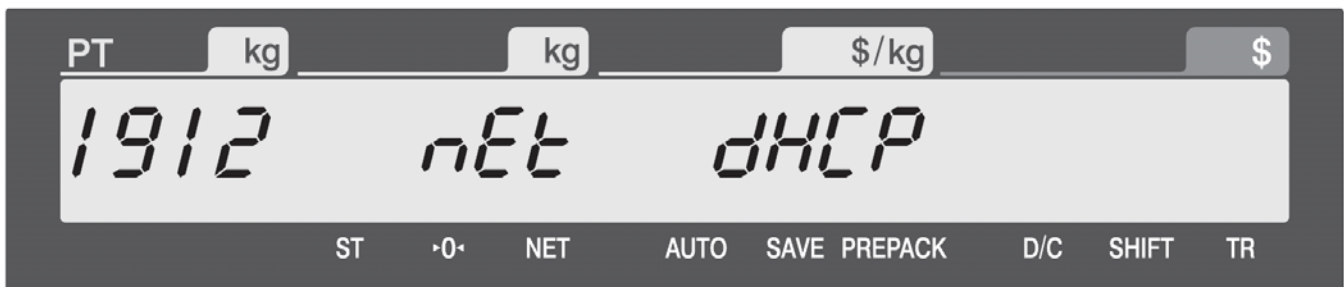 PT kg kg $/kg $
1912 nEt dHCP
ST ▸0◂ NET AUTO SAVE PREPACK D/C SHIFT TR